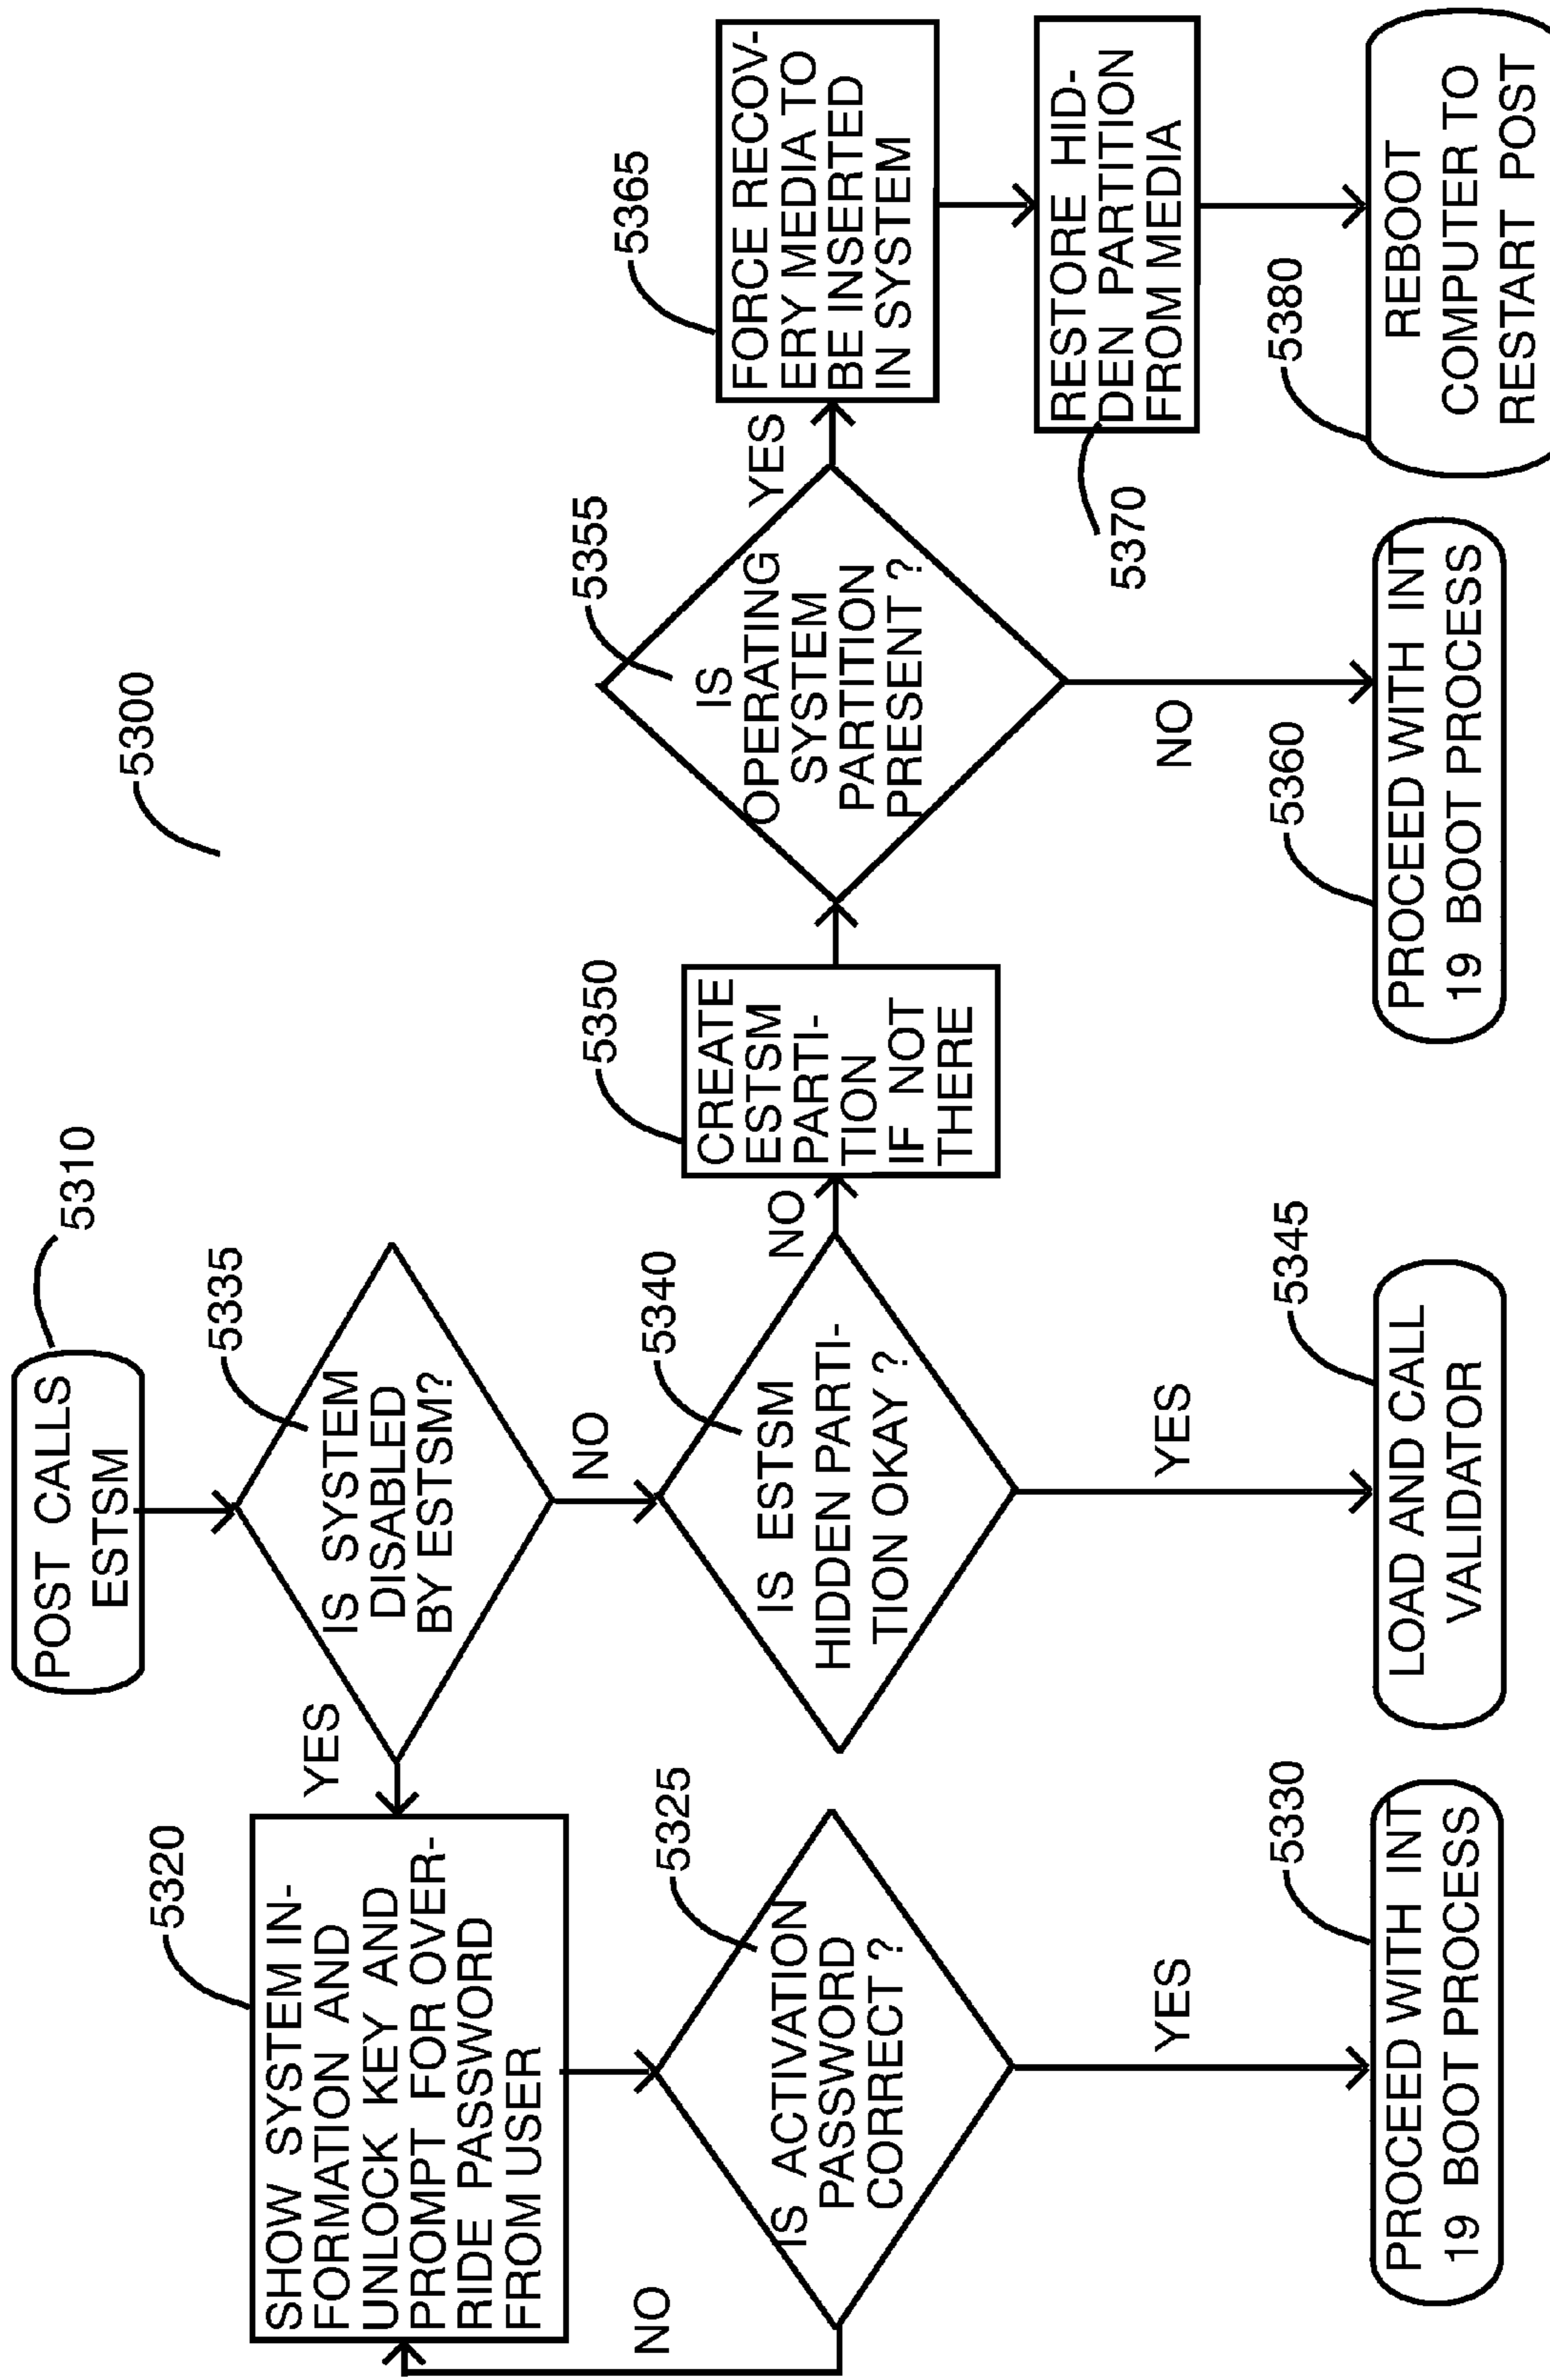 5300
POST CALLS
ESTSM
5310
5335
IS SYSTEM
DISABLED
BY ESTSM?
YES
NO
5320
SHOW SYSTEM IN-
FORMATION AND
UNLOCK KEY AND
PROMPT FOR OVER-
RIDE PASSWORD
FROM USER
5325
IS ACTIVATION
PASSWORD
CORRECT ?
NO
YES
5330
PROCEED WITH INT
19 BOOT PROCESS
5340
IS ESTSM
HIDDEN PARTI-
TION OKAY ?
YES
NO
5345
LOAD AND CALL
VALIDATOR
5350
CREATE
ESTSM
PARTI-
TION
IF NOT
THERE
5355
IS
OPERATING
SYSTEM
PARTITION
PRESENT ?
NO
YES
5360
PROCEED WITH INT
19 BOOT PROCESS
5365
FORCE RECOV-
ERY MEDIA TO
BE INSERTED
IN SYSTEM
5370
RESTORE HID-
DEN PARTITION
FROM MEDIA
5380
REBOOT
COMPUTER TO
RESTART POST